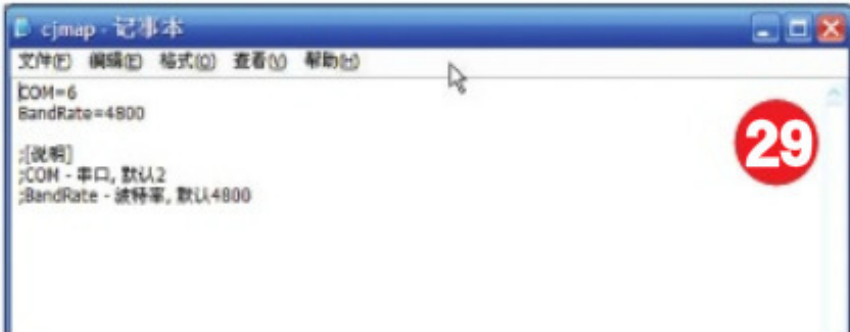 cjmap - 记事本
文件(F) 编辑(E) 格式(O) 查看(V) 帮助(H)
COM=6
BandRate=4800
;[说明]
;COM - 串口, 默认2
;BandRate - 波特率, 默认4800
29